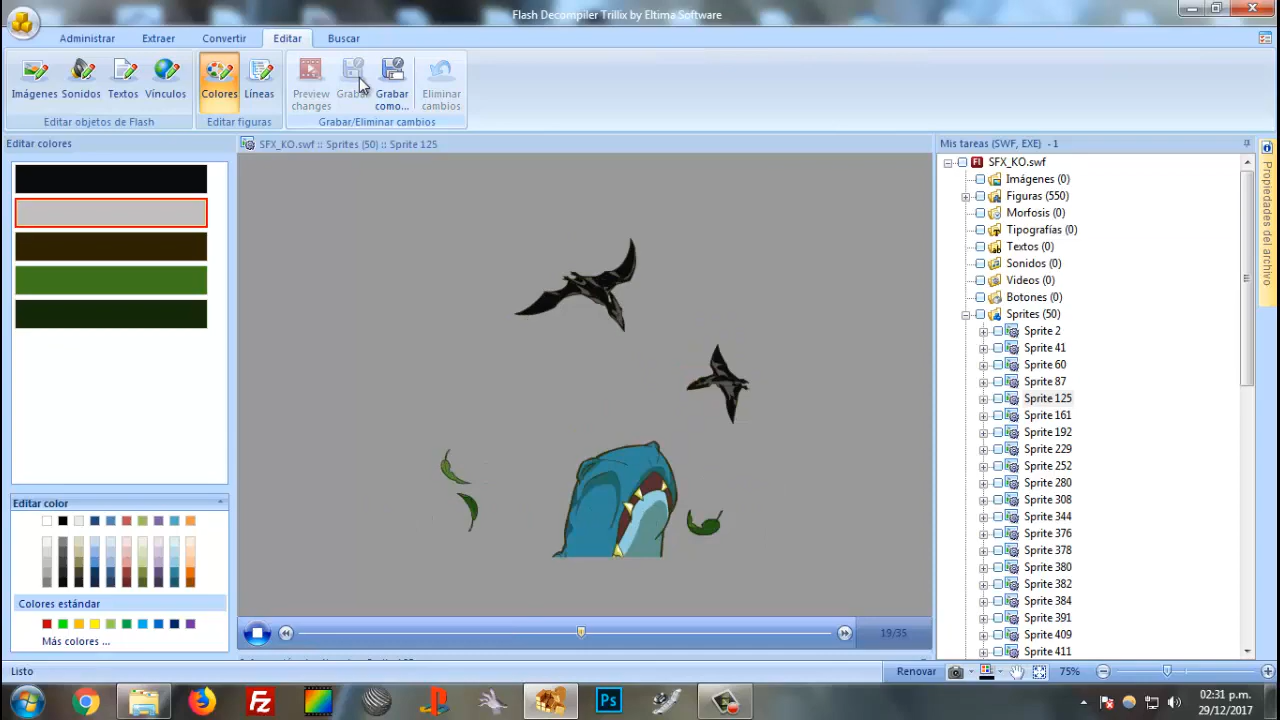 Flash Decompiler Trillix by Eltima Software
Administrar Extraer Convertir Editar Buscar
Imágenes Sonidos Textos Vínculos Colores Líneas Preview changes Graba Grabar como... Eliminar cambios
Editar objetos de Flash Editar figuras Grabar/Eliminar cambios
Editar colores
SFX_KO.swf :: Sprites (50) :: Sprite 125
Mis tareas (SWF, EXE) - 1
Propiedades del archivo
SFX_KO.swf
Imágenes (0)
Figuras (550)
Morfosis (0)
Tipografías (0)
Textos (0)
Sonidos (0)
Videos (0)
Botones (0)
Sprites (50)
Sprite 2
Sprite 41
Sprite 60
Sprite 87
Sprite 125
Sprite 161
Sprite 192
Sprite 229
Sprite 252
Sprite 280
Sprite 308
Sprite 344
Sprite 376
Sprite 378
Sprite 380
Sprite 382
Sprite 384
Sprite 391
Sprite 409
Sprite 411
Editar color
Colores estándar
Más colores ...
19/35
Listo
Renovar
75%
Ps
02:31 p.m.
29/12/2017